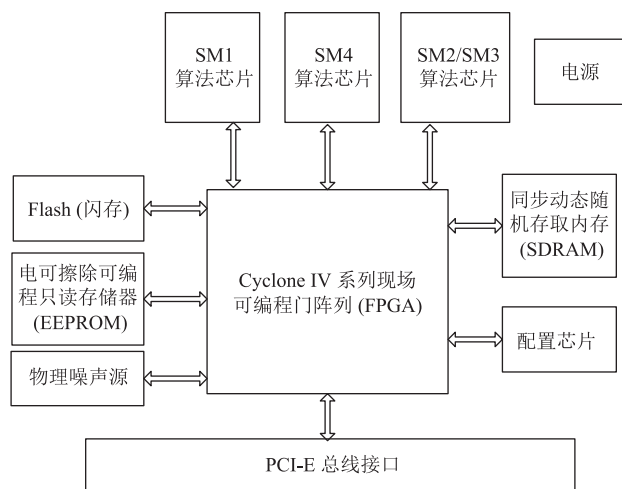 SM1
算法芯片
SM4
算法芯片
SM2/SM3
算法芯片
电源
Flash (闪存)
同步动态随
机存取内存
(SDRAM)
电可擦除可编
程只读存储器
(EEPROM)
Cyclone IV 系列现场
可编程门阵列 (FPGA)
物理噪声源
配置芯片
PCI-E 总线接口